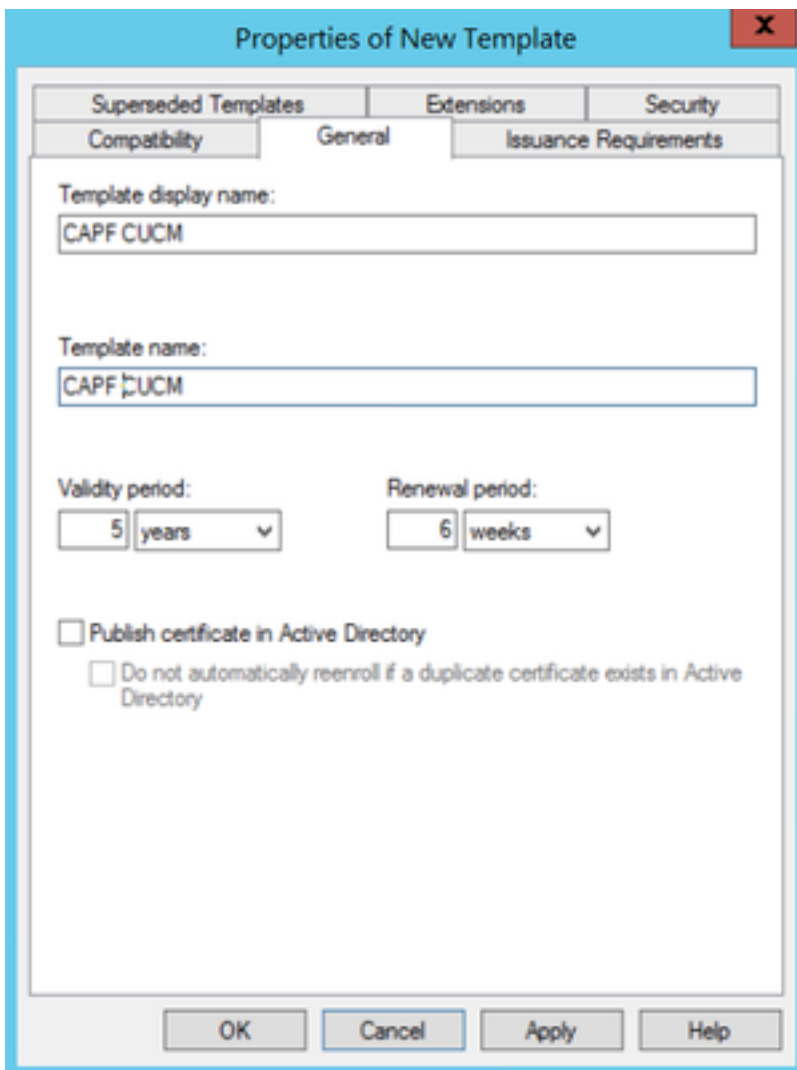 Properties of New Template
x
Superseded Templates Extensions Security
Compatibility General Issuance Requirements
Template display name:
CAPF CUCM
Template name:
CAPF CUCM
Validity period: Renewal period:
5 years 6 weeks
Publish certificate in Active Directory
Do not automatically reenroll if a duplicate certificate exists in Active
Directory
OK Cancel Apply Help